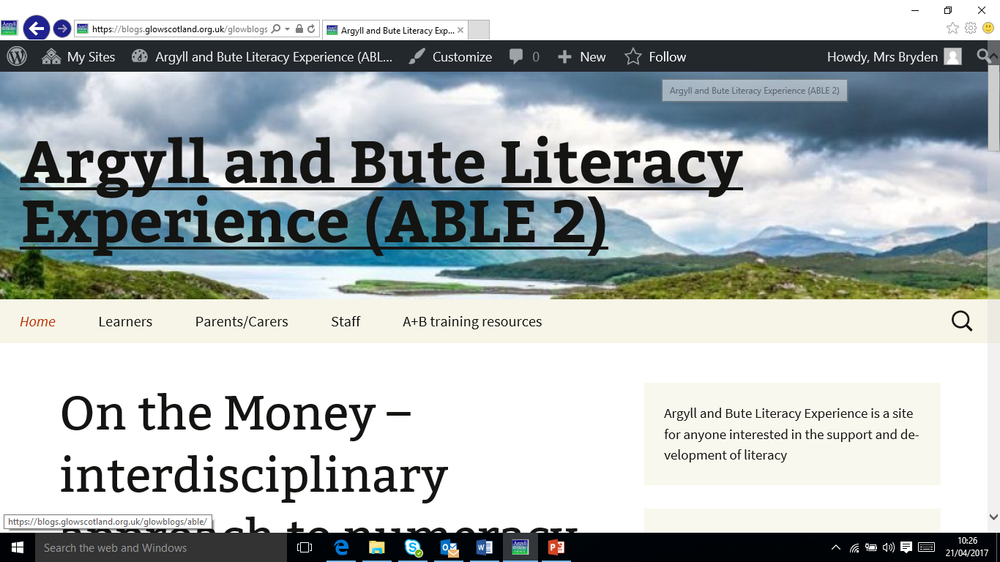 https://blogs.glowscotland.org.uk/glowblogs
Argyll and Bute Literacy Exp...
My Sites
Argyll and Bute Literacy Experience (ABL...
Customize
0
New
Follow
Howdy, Mrs Bryden
Argyll and Bute Literacy Experience (ABLE 2)
Argyll and Bute Literacy
Experience (ABLE 2)
Home
Learners
Parents/Carers
Staff
A+B training resources
On the Money –
interdisciplinary
approach to numeracy
Argyll and Bute Literacy Experience is a site
for anyone interested in the support and de-
velopment of literacy
https://blogs.glowscotland.org.uk/glowblogs/able/
Search the web and Windows
10:26
21/04/2017